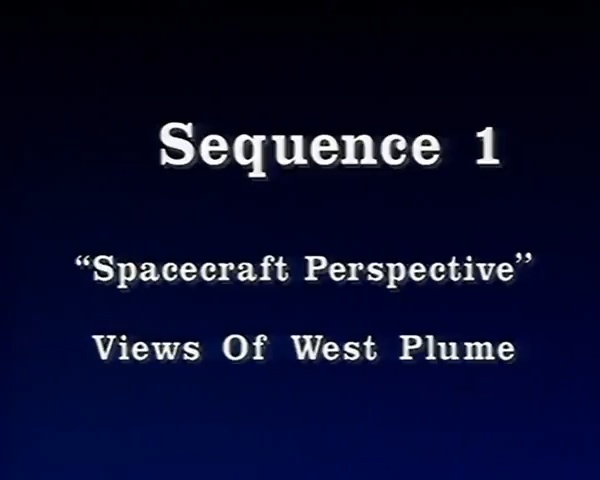 Sequence 1
“Spacecraft Perspective”
Views Of West Plume